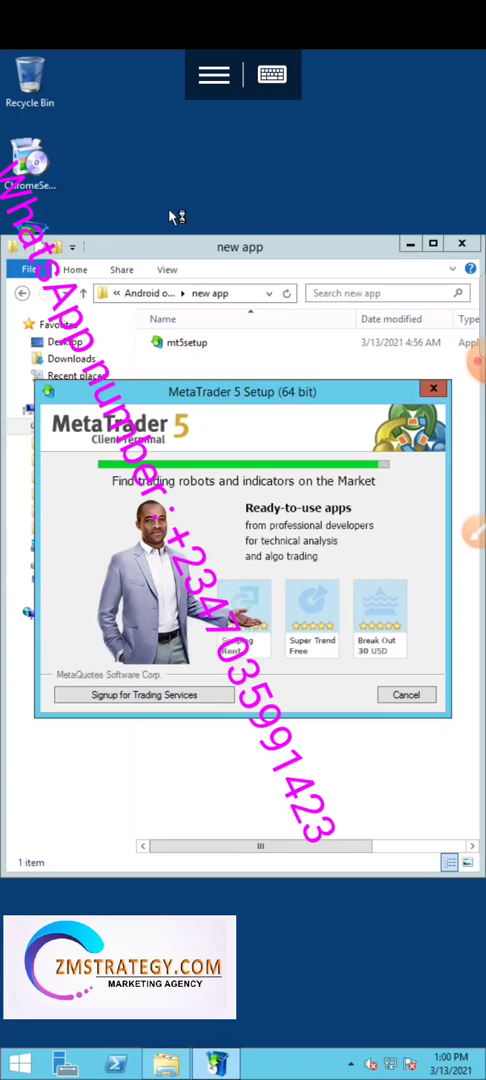 Recycle Bin
ChromeSe...
new app
File
Home
Share
View
Android o...
new app
Search new app
Favorites
Desktop
Downloads
Recent places
Name
Date modified
Type
mt5setup
3/13/2021 4:56 AM
Appl
MetaTrader 5 Setup (64 bit)
MetaTrader 5
Client Terminal
Finding trading robots and indicators on the Market
Ready-to-use apps
from professional developers
for technical analysis
and algo trading
Rent
Super Trend
Free
Break Out
30 USD
MetaQuotes Software Corp.
Signup for Trading Services
Cancel
WhatsApp number: +2347035991423
1 item
ZMSTRATEGY.COM
MARKETING AGENCY
1:00 PM
3/13/2021